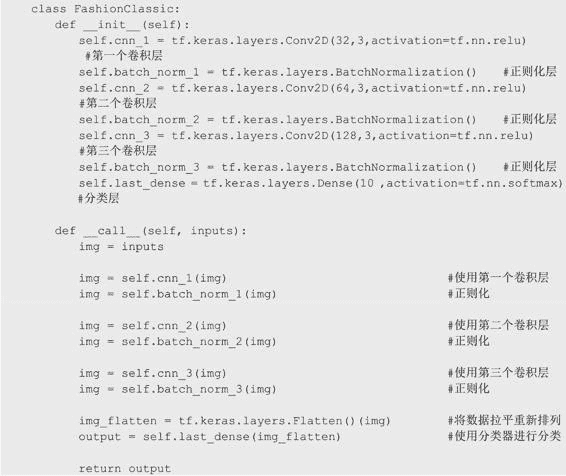 class FashionClassic:
    def __init__(self):
        self.cnn_1 = tf.keras.layers.Conv2D(32,3,activation=tf.nn.relu)
        #第一个卷积层
        self.batch_norm_1 = tf.keras.layers.BatchNormalization()    #正则化层
        self.cnn_2 = tf.keras.layers.Conv2D(64,3,activation=tf.nn.relu)
        #第二个卷积层
        self.batch_norm_2 = tf.keras.layers.BatchNormalization()    #正则化层
        self.cnn_3 = tf.keras.layers.Conv2D(128,3,activation=tf.nn.relu)
        #第三个卷积层
        self.batch_norm_3 = tf.keras.layers.BatchNormalization()    #正则化层
        self.last_dense = tf.keras.layers.Dense(10 ,activation=tf.nn.softmax)
        #分类层
    def __call__(self, inputs):
        img = inputs
        img = self.cnn_1(img)    #使用第一个卷积层
        img = self.batch_norm_1(img)    #正则化
        img = self.cnn_2(img)    #使用第二个卷积层
        img = self.batch_norm_2(img)    #正则化
        img = self.cnn_3(img)    #使用第三个卷积层
        img = self.batch_norm_3(img)    #正则化
        img_flatten = tf.keras.layers.Flatten()(img)    #将数据拉平重新排列
        output = self.last_dense(img_flatten)    #使用分类器进行分类
        return output